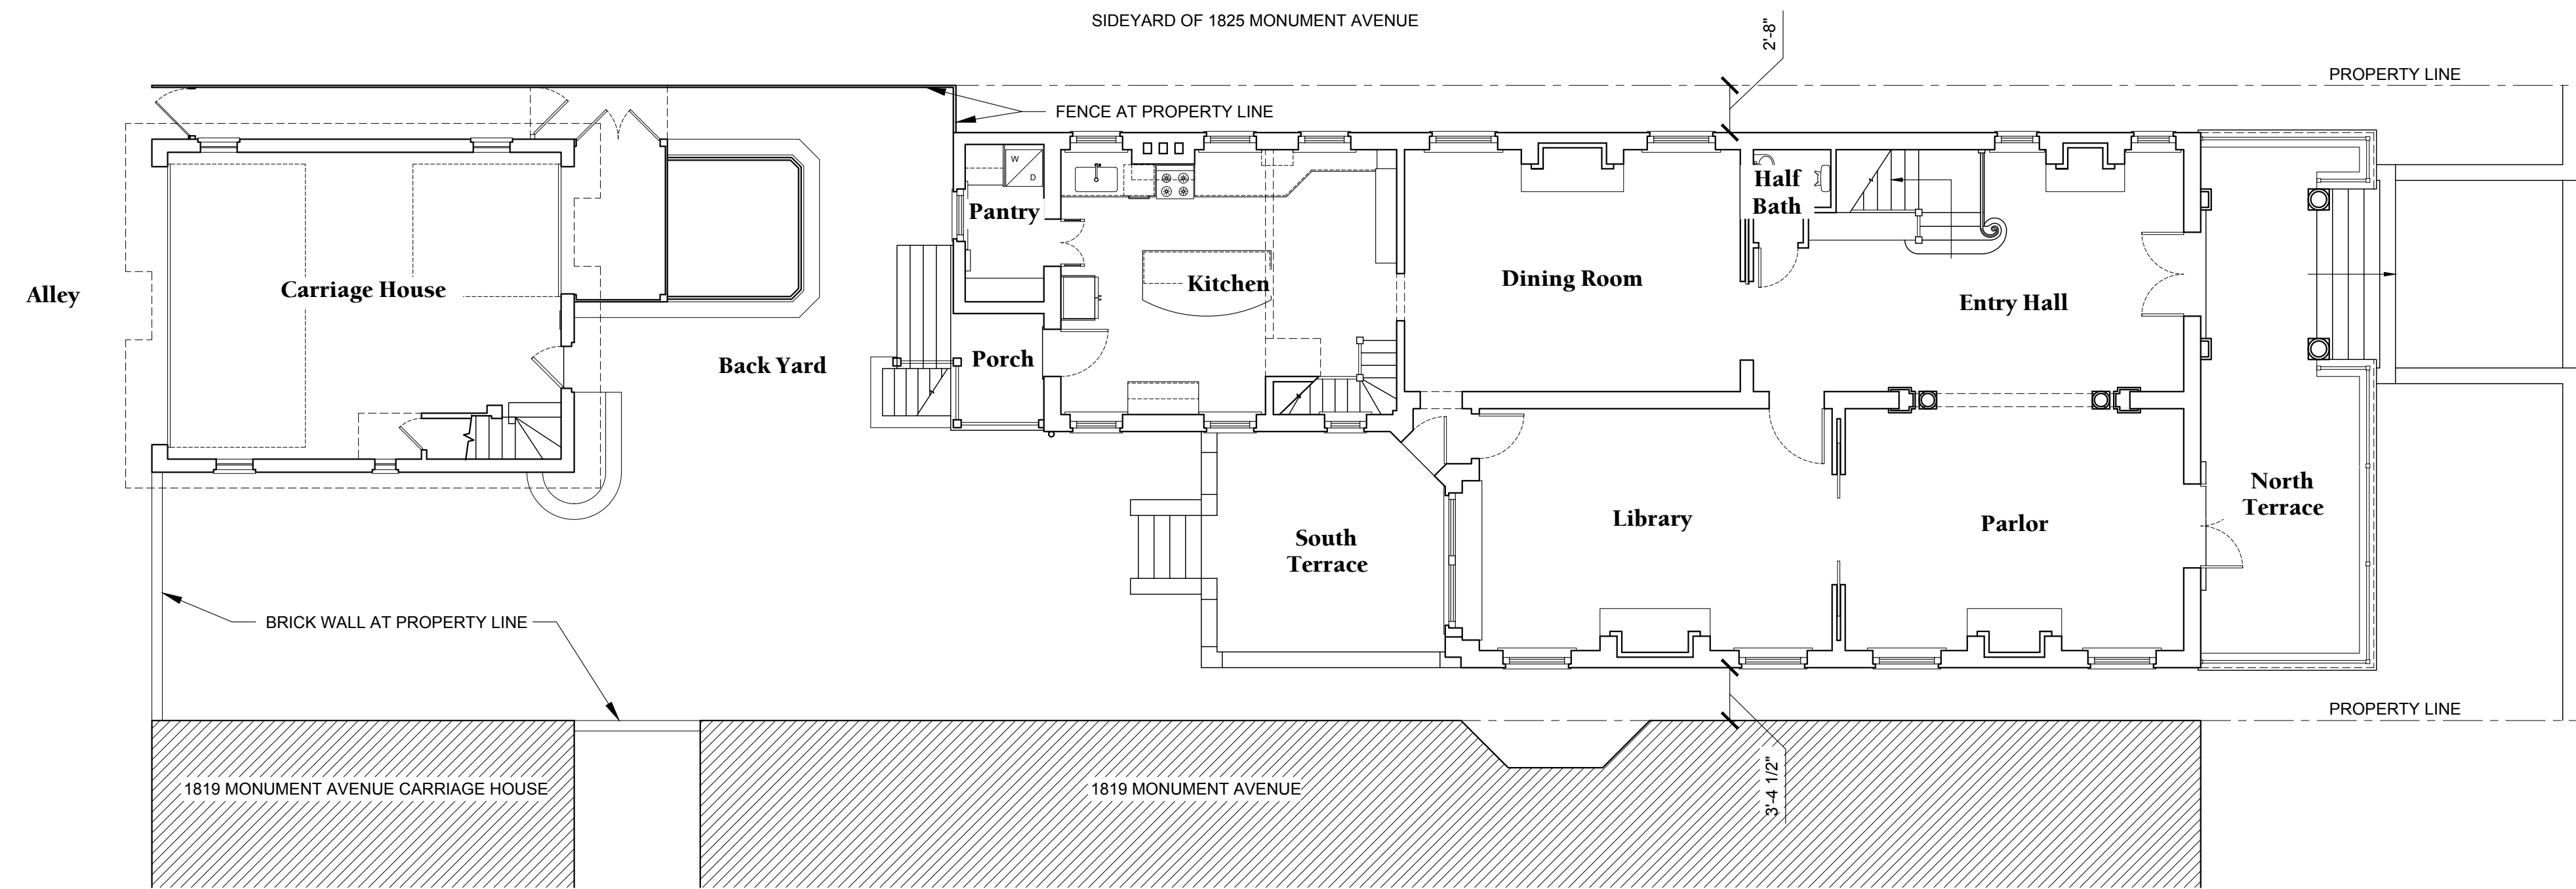 SIDEYARD OF 1825 MONUMENT AVENUE
2'-8"
PROPERTY LINE
FENCE AT PROPERTY LINE
W
D
Pantry
Half
Bath
Kitchen
Dining Room
Entry Hall
Carriage House
Alley
Back Yard
Porch
North
Terrace
Library
Parlor
South
Terrace
BRICK WALL AT PROPERTY LINE
PROPERTY LINE
1819 MONUMENT AVENUE CARRIAGE HOUSE
1819 MONUMENT AVENUE
3'-4 1/2"